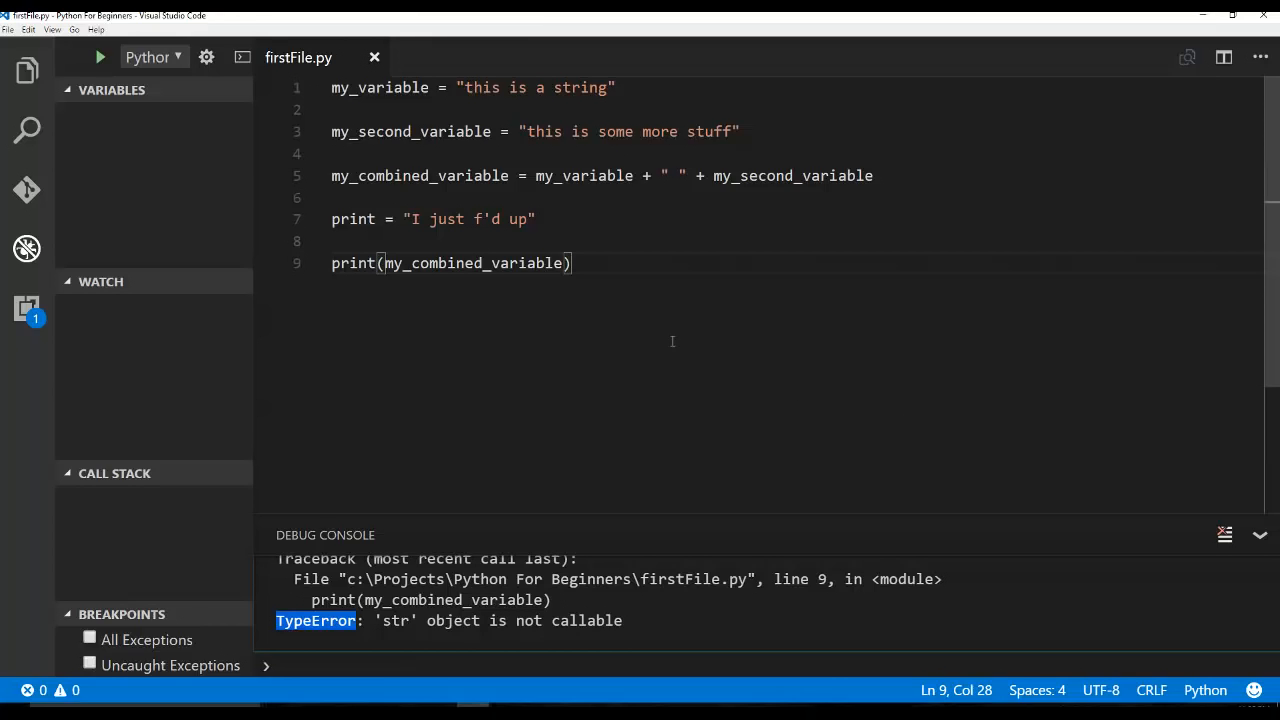 firstFile.py - Python For Beginners - Visual Studio Code
File Edit View Go Help
Python
firstFile.py
VARIABLES
WATCH
CALL STACK
BREAKPOINTS
All Exceptions
Uncaught Exceptions
1
1 my_variable = "this is a string"
2
3 my_second_variable = "this is some more stuff"
4
5 my_combined_variable = my_variable + " " + my_second_variable
6
7 print = "I just f'd up"
8
9 print(my_combined_variable)
DEBUG CONSOLE
Traceback (most recent call last):
File "c:\Projects\Python For Beginners\firstFile.py", line 9, in <module>
print(my_combined_variable)
TypeError: 'str' object is not callable
0 0 Ln 9, Col 28 Spaces: 4 UTF-8 CRLF Python